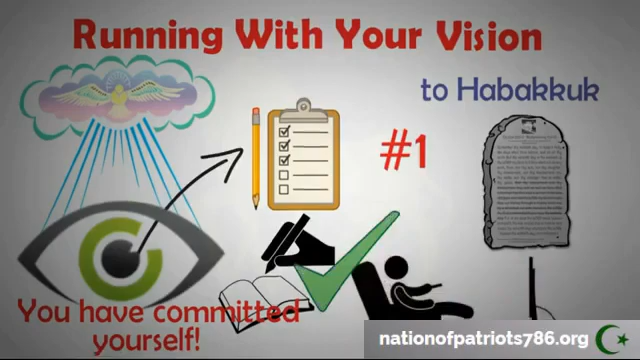 Running With Your Vision
to Habakkuk
#1
You have committed
yourself!
nationofpatriots786.org